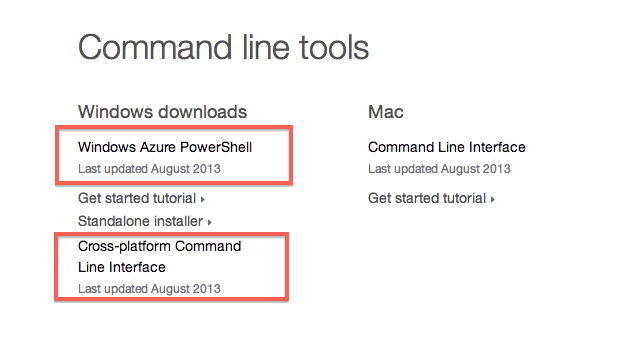 Command line tools
Windows downloads
Windows Azure PowerShell
Last updated August 2013
Get started tutorial
Standalone installer
Cross-platform Command
Line Interface
Last updated August 2013
Mac
Command Line Interface
Last updated August 2013
Get started tutorial